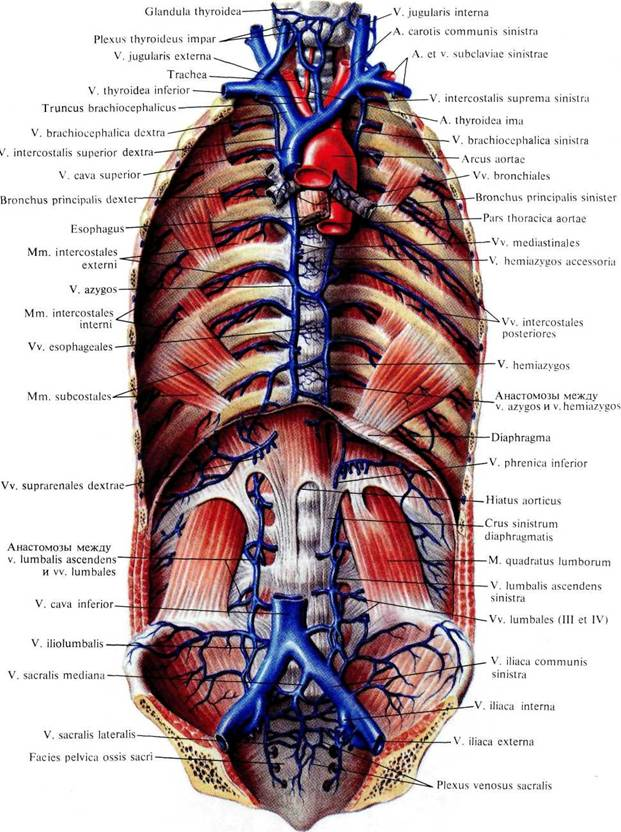 Glandula thyroidea
Plexus thyroideus impar
V. jugularis externa
Trachea
V. thyroidea inferior
Truncus brachiocephalicus
V. brachiocephalica dextra
V. intercostalis superior dextra
V. cava superior
Bronchus principalis dexter
Esophagus
Mm. intercostales
externi
V. azygos
Mm. intercostales
interni
Vv. esophageales
Mm. subcostales
Vv. suprarenales dextrae
Анастомозы между
v. lumbalis ascendens
и vv. lumbales
V. cava inferior
V. iliolumbalis
V. sacralis mediana
V. sacralis lateralis
Facies pelvica ossis sacri
V. jugularis interna
A. carotis communis sinistra
A. et v. subclaviae sinistrae
V. intercostalis suprema sinistra
A. thyroidea ima
V. brachiocephalica sinistra
Arcus aortae
Vv. bronchiales
Bronchus principalis sinister
Pars thoracica aortae
Vv. mediastinales
V. hemiazygos accessoria
Vv. intercostales
posteriores
V. hemiazygos
Анастомозы между
v. azygos и v. hemiazygos
Diaphragma
V. phrenica inferior
Hiatus aorticus
Crus sinistrum
diaphragmatis
M. quadratus lumborum
V. lumbalis ascendens
sinistra
Vv. lumbales (III et IV)
V. iliaca communis
sinistra
V. iliaca interna
V. iliaca externa
Plexus venosus sacralis